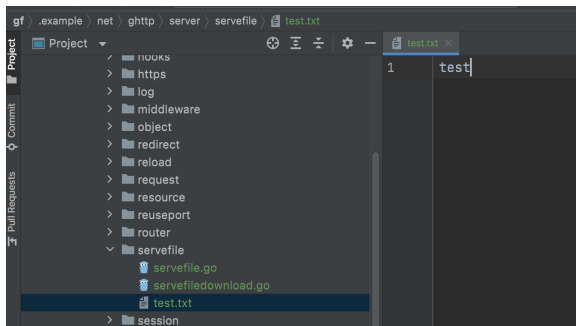 gf 〉 .example 〉 net 〉 ghttp 〉 server 〉 servefile 〉 test.txt
Project
test.txt
hooks
https
log
middleware
object
redirect
reload
request
resource
reuseport
router
servefile
servefile.go
servefiledownload.go
test.txt
session
1 test
Project
Commit
Pull Requests